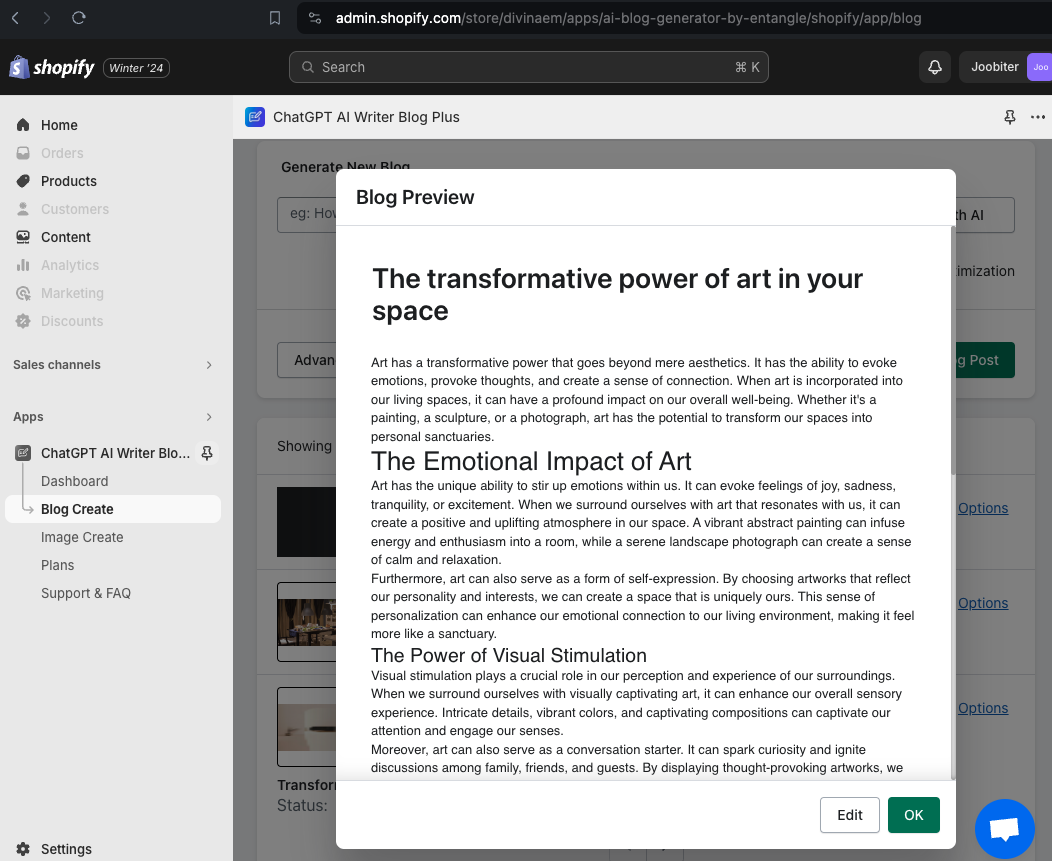 admin.shopify.com/store/divinaem/apps/ai-blog-generator-by-entangle/shopify/app/blog
shopify
Winter '24
Search
⌘ K
Joobiter
Joo
Home
Orders
Products
Customers
Content
Analytics
Marketing
Discounts
Sales channels
Apps
ChatGPT AI Writer Blo...
Dashboard
Blog Create
Image Create
Plans
Support & FAQ
Settings
ChatGPT AI Writer Blog Plus
Generate New Blog
eg: How
th AI
Showing
Options
Options
Options
Status:
Blog Preview
The transformative power of art in your
space
Art has a transformative power that goes beyond mere aesthetics. It has the ability to evoke
emotions, provoke thoughts, and create a sense of connection. When art is incorporated into
our living spaces, it can have a profound impact on our overall well-being. Whether it's a
painting, a sculpture, or a photograph, art has the potential to transform our spaces into
personal sanctuaries.
The Emotional Impact of Art
Art has the unique ability to stir up emotions within us. It can evoke feelings of joy, sadness,
tranquility, or excitement. When we surround ourselves with art that resonates with us, it can
create a positive and uplifting atmosphere in our space. A vibrant abstract painting can infuse
energy and enthusiasm into a room, while a serene landscape photograph can create a sense
of calm and relaxation.
Furthermore, art can also serve as a form of self-expression. By choosing artworks that reflect
our personality and interests, we can create a space that is uniquely ours. This sense of
personalization can enhance our emotional connection to our living environment, making it feel
more like a sanctuary.
The Power of Visual Stimulation
Visual stimulation plays a crucial role in our perception and experience of our surroundings.
When we surround ourselves with visually captivating art, it can enhance our overall sensory
experience. Intricate details, vibrant colors, and captivating compositions can captivate our
attention and engage our senses.
Moreover, art can also serve as a conversation starter. It can spark curiosity and ignite
discussions among family, friends, and guests. By displaying thought-provoking artworks, we
Edit
OK